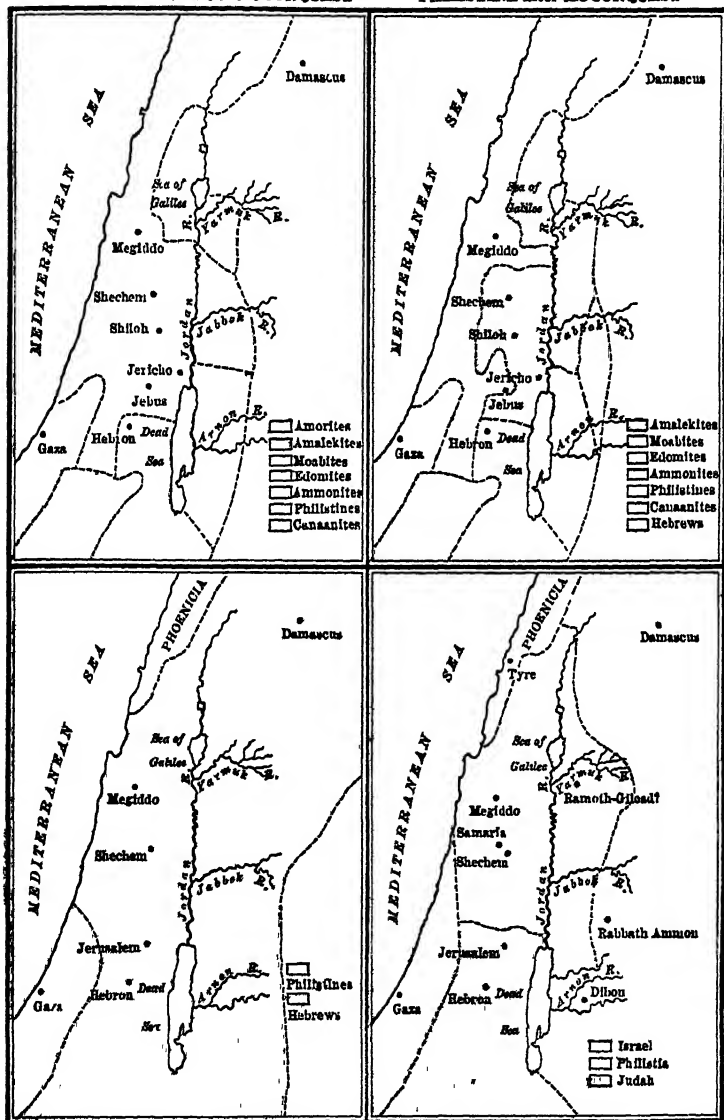 MEDITERRANEAN SEA
Damascus
Sea of
Galilee
Yarmuk R.
R.
Megiddo
Shechem
Shiloh
Jordan
Jabbok R.
Jericho
Jebus
Hebron
Dead
Sea
Arnon R.
Gaza
Amorites
Amalekites
Moabites
Edomites
Ammonites
Philistines
Canaanites
MEDITERRANEAN SEA
Damascus
Sea of
Galilee
Yarmuk R.
R.
Megiddo
Shechem
Shiloh
Jordan
Jabbok R.
Jericho
Jebus
Hebron
Dead
Sea
Arnon R.
Gaza
Amalekites
Moabites
Edomites
Ammonites
Philistines
Canaanites
Hebrews
MEDITERRANEAN SEA
PHOENICIA
Damascus
Sea of
Galilee
Yarmuk R.
R.
Megiddo
Shechem
Jordan
Jabbok R.
Jerusalem
Hebron
Dead
Sea
Arnon R.
Gaza
Philistines
Hebrews
MEDITERRANEAN SEA
PHOENICIA
Damascus
Tyre
Sea of
Galilee
Yarmuk R.
R.
Ramoth-Gilead?
Megiddo
Samaria
Shechem
Jordan
Jabbok R.
Rabbath Ammon
Jerusalem
Hebron
Dead
Sea
Arnon R.
Dibon
Gaza
Israel
Philistia
Judah